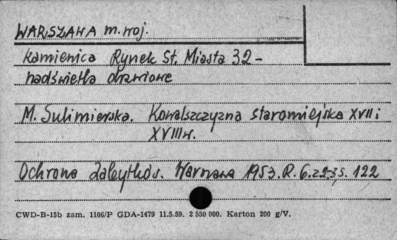 WARSZAWA m. woj.
kamienica Rynek St. Miasta 32 -
nadświetla drzwiowe
M. Sulimierska. Kowalszczyzna staromiejska XVII i
XVIII w.
Ochrona Zabytków. Warszawa 1953. R. 6. z 2-3 s. 122
CWD-B-15b zam. 1106/P GDA-1479 11.5.59. 2 550 000. Karton 200 g/V.